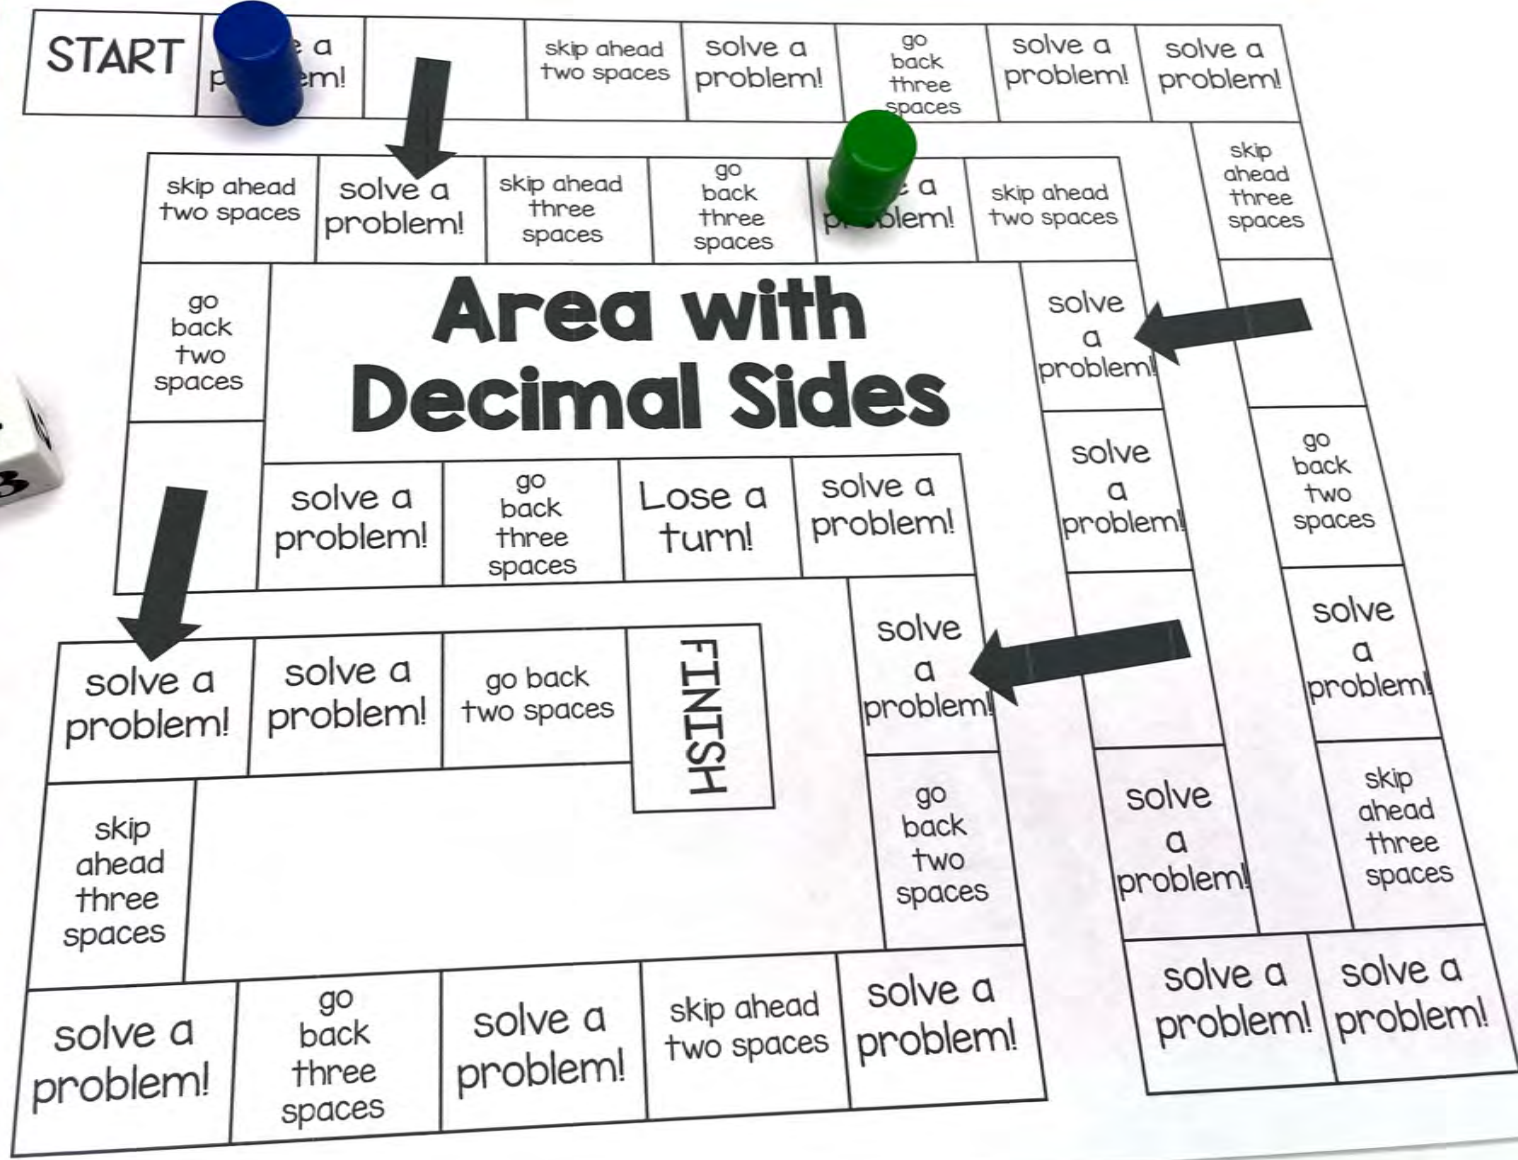 START
a
p em!
skip ahead
two spaces
solve a
problem!
go
back
three
spaces
solve a
problem!
solve a
problem!
skip
ahead
three
spaces
go
back
two
spaces
solve
a
problem!
skip
ahead
three
spaces
solve a
problem!
solve a
problem!
solve
a
problem!
solve
a
problem!
solve
a
problem!
skip ahead
two spaces
a
p blem!
go
back
three
spaces
skip ahead
three
spaces
solve a
problem!
skip ahead
two spaces
go
back
two
spaces
Area with
Decimal Sides
solve a
problem!
go
back
three
spaces
Lose a
turn!
solve a
problem!
solve
a
problem!
go
back
two
spaces
solve a
problem!
skip ahead
two spaces
solve a
problem!
go
back
three
spaces
solve a
problem!
skip
ahead
three
spaces
solve a
problem!
solve a
problem!
go back
two spaces
FINISH
3